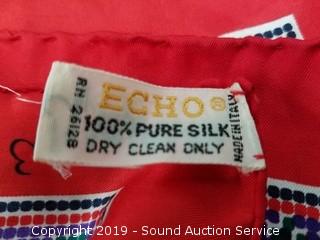 ECHO®
100% PURE SILK
DRY CLEAN ONLY
RN 26128
MADE IN ITALY
Copyright 2019 - Sound Auction Service